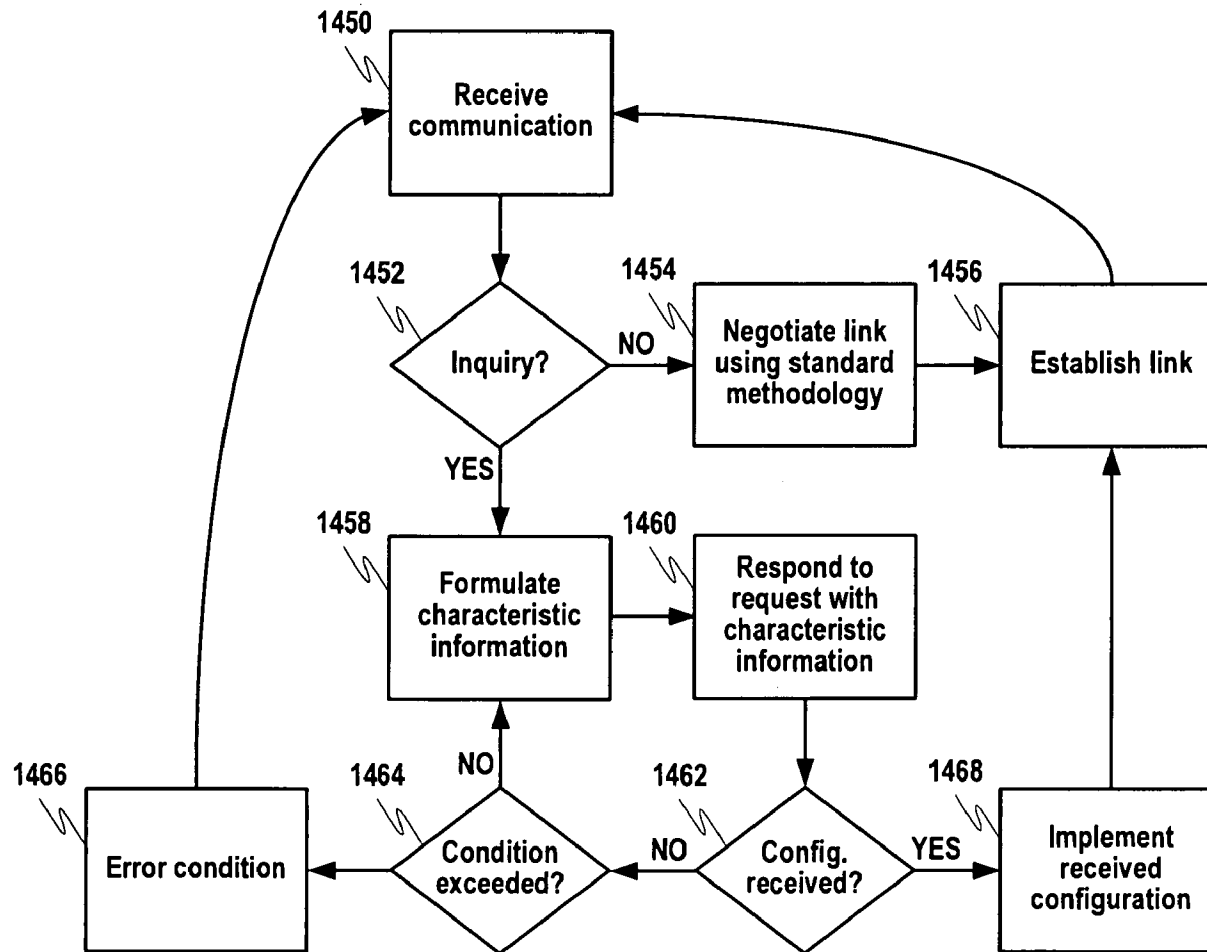 1450
Receive
communication
1452
Inquiry?
NO
YES
1454
Negotiate link
using standard
methodology
1456
Establish link
1458
Formulate
characteristic
information
1460
Respond to
request with
characteristic
information
1466
Error condition
1464
Condition
exceeded?
NO
1462
Config.
received?
NO
YES
1468
Implement
received
configuration